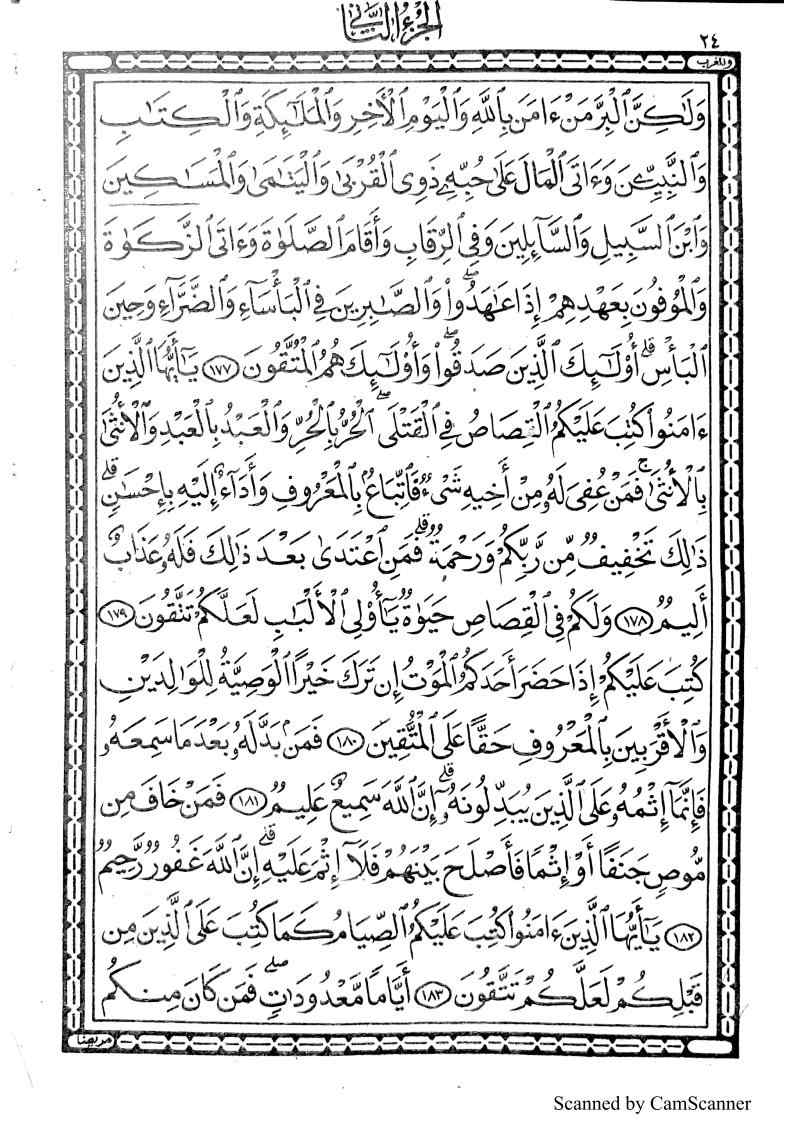 الجزء الثاني
٢٤
والمغرب
وَلَٰكِنَّ ٱلْبِرَّ مَنْ ءَامَنَ بِٱللَّهِ وَٱلْيَوْمِ ٱلْأَخِرِ وَٱلْمَلَٰٓئِكَةِ وَٱلْكِتَٰبِ
وَٱلنَّبِيِّـۧنَ وَءَاتَى ٱلْمَالَ عَلَىٰ حُبِّهِۦ ذَوِى ٱلْقُرْبَىٰ وَٱلْيَتَٰمَىٰ وَٱلْمَسَٰكِينَ
وَٱبْنَ ٱلسَّبِيلِ وَٱلسَّآئِلِينَ وَفِى ٱلرِّقَابِ وَأَقَامَ ٱلصَّلَوٰةَ وَءَاتَى ٱلزَّكَوٰةَ
وَٱلْمُوفُونَ بِعَهْدِهِمْ إِذَا عَٰهَدُوا۟ ۖ وَٱلصَّٰبِرِينَ فِى ٱلْبَأْسَآءِ وَٱلضَّرَّآءِ وَحِينَ
ٱلْبَأْسِ ۗ أُو۟لَٰٓئِكَ ٱلَّذِينَ صَدَقُوا۟ ۖ وَأُو۟لَٰٓئِكَ هُمُ ٱلْمُتَّقُونَ ١٧٧ يَٰٓأَيُّهَا ٱلَّذِينَ
ءَامَنُوا۟ كُتِبَ عَلَيْكُمُ ٱلْقِصَاصُ فِى ٱلْقَتْلَى ۖ ٱلْحُرُّ بِٱلْحُرِّ وَٱلْعَبْدُ بِٱلْعَبْدِ وَٱلْأُنثَىٰ
بِٱلْأُنثَىٰ ۚ فَمَنْ عُفِىَ لَهُۥ مِنْ أَخِيهِ شَىْءٌ فَٱتِّبَاعٌۢ بِٱلْمَعْرُوفِ وَأَدَآءٌ إِلَيْهِ بِإِحْسَٰنٍ ۗ
ذَٰلِكَ تَخْفِيفٌ مِّن رَّبِّكُمْ وَرَحْمَةٌ ۗ فَمَنِ ٱعْتَدَىٰ بَعْدَ ذَٰلِكَ فَلَهُۥ عَذَابٌ
أَلِيمٌ ١٧٨ وَلَكُمْ فِى ٱلْقِصَاصِ حَيَوٰةٌ يَٰٓأُو۟لِى ٱلْأَلْبَٰبِ لَعَلَّكُمْ تَتَّقُونَ ١٧٩
كُتِبَ عَلَيْكُمْ إِذَا حَضَرَ أَحَدَكُمُ ٱلْمَوْتُ إِن تَرَكَ خَيْرًا ٱلْوَصِيَّةُ لِلْوَٰلِدَيْنِ
وَٱلْأَقْرَبِينَ بِٱلْمَعْرُوفِ حَقًّا عَلَى ٱلْمُتَّقِينَ ١٨٠ فَمَنۢ بَدَّلَهُۥ بَعْدَ مَا سَمِعَهُۥ
فَإِنَّمَآ إِثْمُهُۥ عَلَى ٱلَّذِينَ يُبَدِّلُونَهُۥٓ ۗ إِنَّ ٱللَّهَ سَمِيعٌ عَلِيمٌ ١٨١ فَمَنْ خَافَ مِن
مُّوصٍ جَنَفًا أَوْ إِثْمًا فَأَصْلَحَ بَيْنَهُمْ فَلَآ إِثْمَ عَلَيْهِ ۗ إِنَّ ٱللَّهَ غَفُورٌ رَّحِيمٌ
١٨٢ يَٰٓأَيُّهَا ٱلَّذِينَ ءَامَنُوا۟ كُتِبَ عَلَيْكُمُ ٱلصِّيَامُ كَمَا كُتِبَ عَلَى ٱلَّذِينَ مِن
قَبْلِكُمْ لَعَلَّكُمْ تَتَّقُونَ ١٨٣ أَيَّامًا مَّعْدُودَٰتٍ ۖ فَمَن كَانَ مِنكُم
مريضا
Scanned by CamScanner